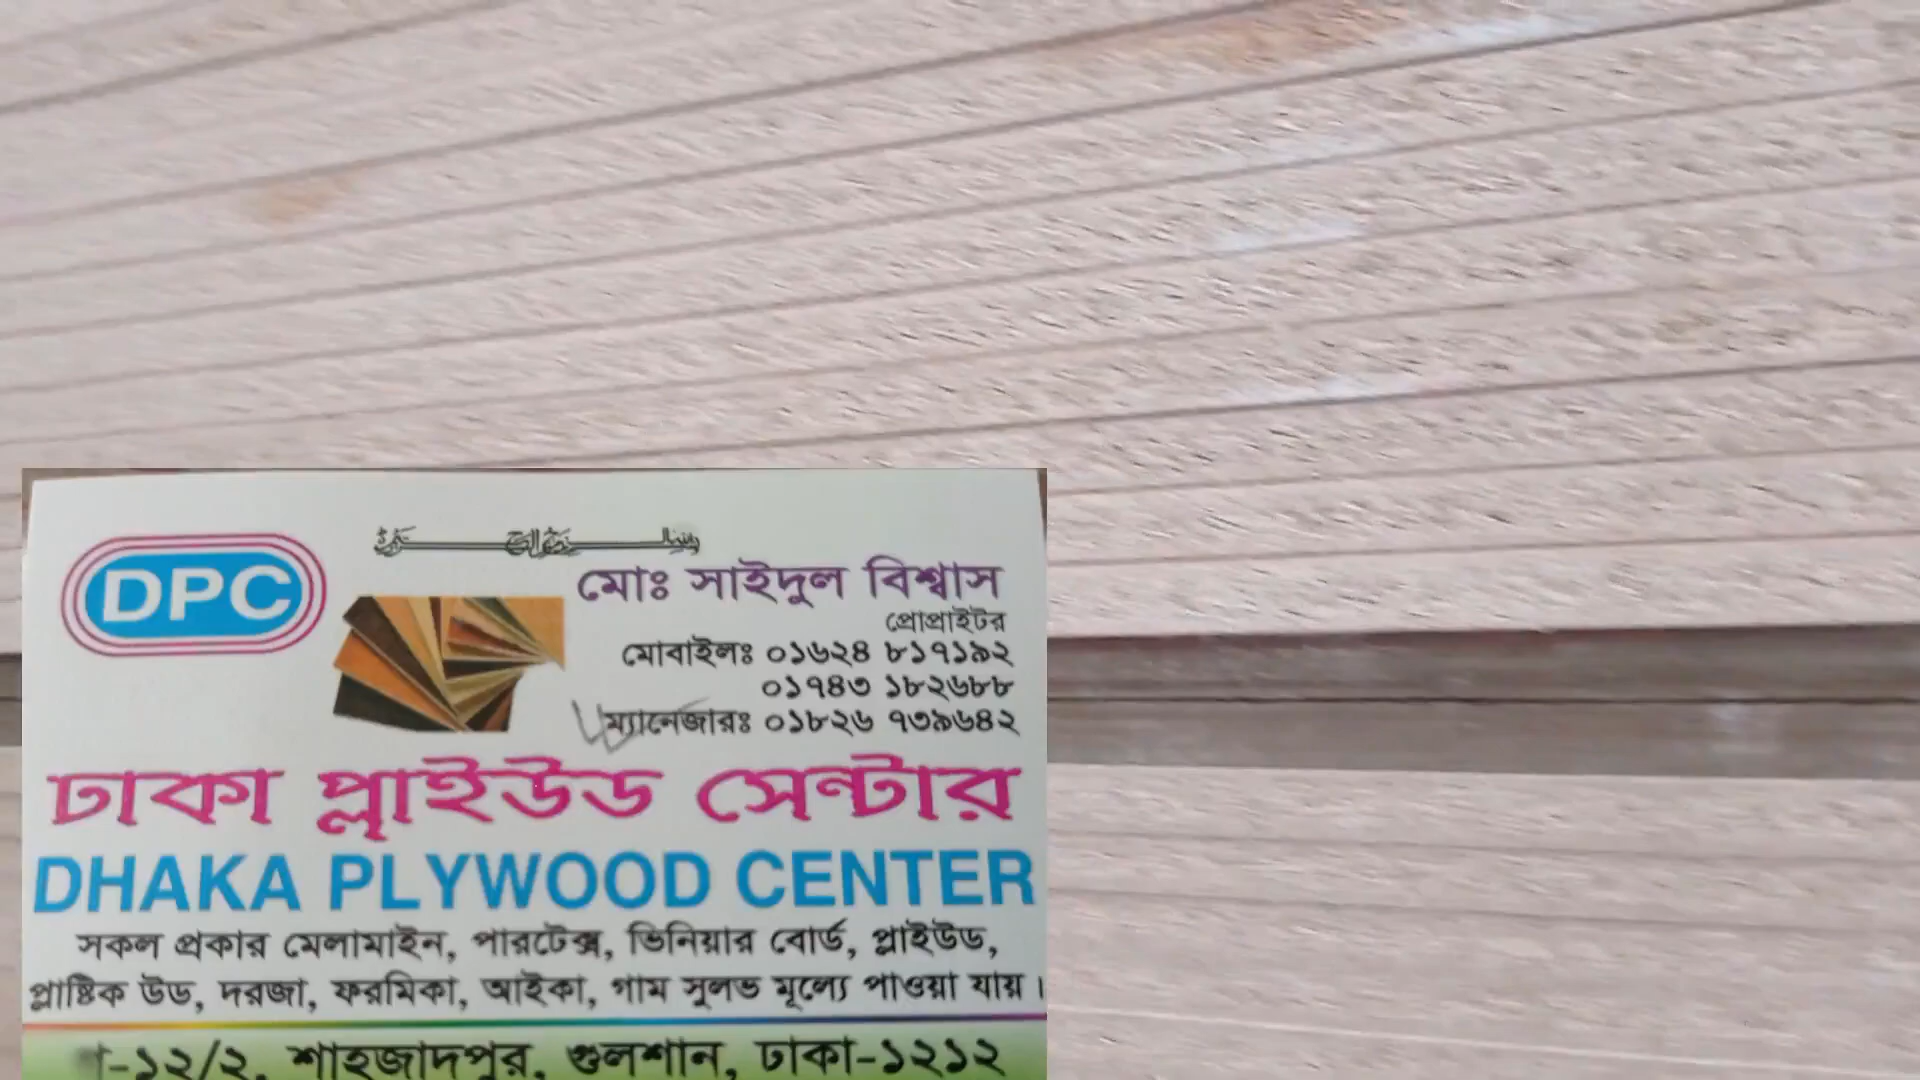 DPC
মোঃ সাইদুল বিশ্বাস
প্রোপ্রাইটর
মোবাইলঃ ০১৬২৪ ৮১৭১৯২
০১৭৪৩ ১৮২৬৮৮
ম্যানেজারঃ ০১৮২৬ ৭৩৯৬৪২
ঢাকা প্লাইউড সেন্টার
DHAKA PLYWOOD CENTER
সকল প্রকার মেলামাইন, পারটেক্স, ভিনিয়ার বোর্ড, প্লাইউড,
প্লাষ্টিক উড, দরজা, ফরমিকা, আইকা, গাম সুলভ মূল্যে পাওয়া যায়।
-১২/২, শাহজাদপুর, গুলশান, ঢাকা-১২১২